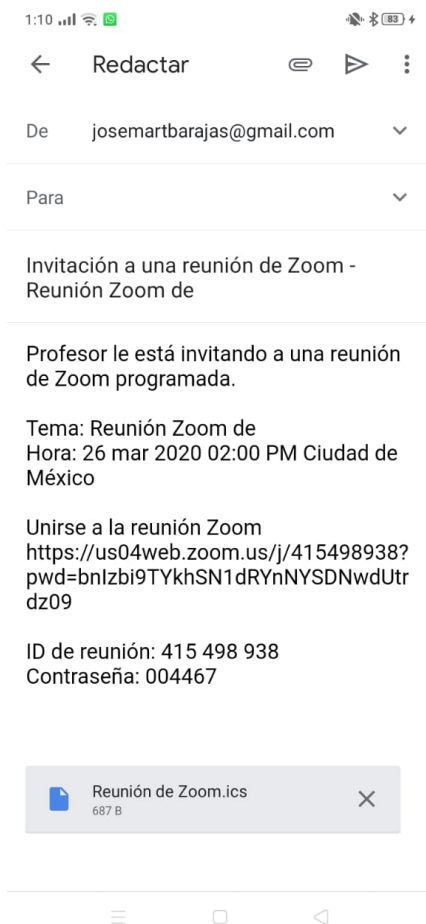 1:10
83
Redactar
De josemartbarajas@gmail.com
Para
Invitación a una reunión de Zoom -
Reunión Zoom de
Profesor le está invitando a una reunión
de Zoom programada.
Tema: Reunión Zoom de
Hora: 26 mar 2020 02:00 PM Ciudad de
México
Unirse a la reunión Zoom
https://us04web.zoom.us/j/415498938?
pwd=bnIzbi9TYkhSN1dRYnNYSDNwdUtr
dz09
ID de reunión: 415 498 938
Contraseña: 004467
Reunión de Zoom.ics
687 B